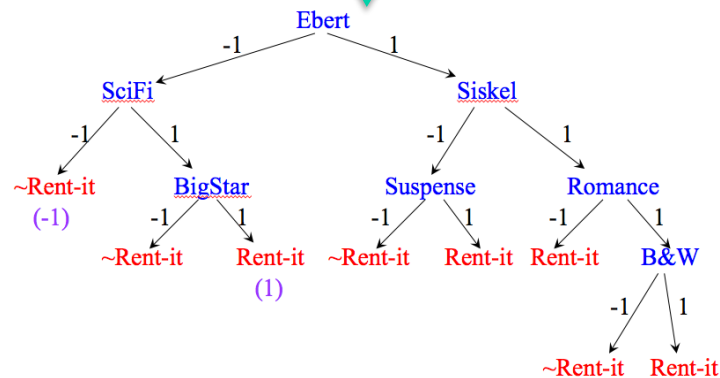 Ebert
-1 1
SciFi Siskel
-1 1 -1 1
~Rent-it BigStar Suspense Romance
(-1) -1 1 -1 1 -1 1
~Rent-it Rent-it ~Rent-it Rent-it Rent-it B&W
(1)
-1 1
~Rent-it Rent-it